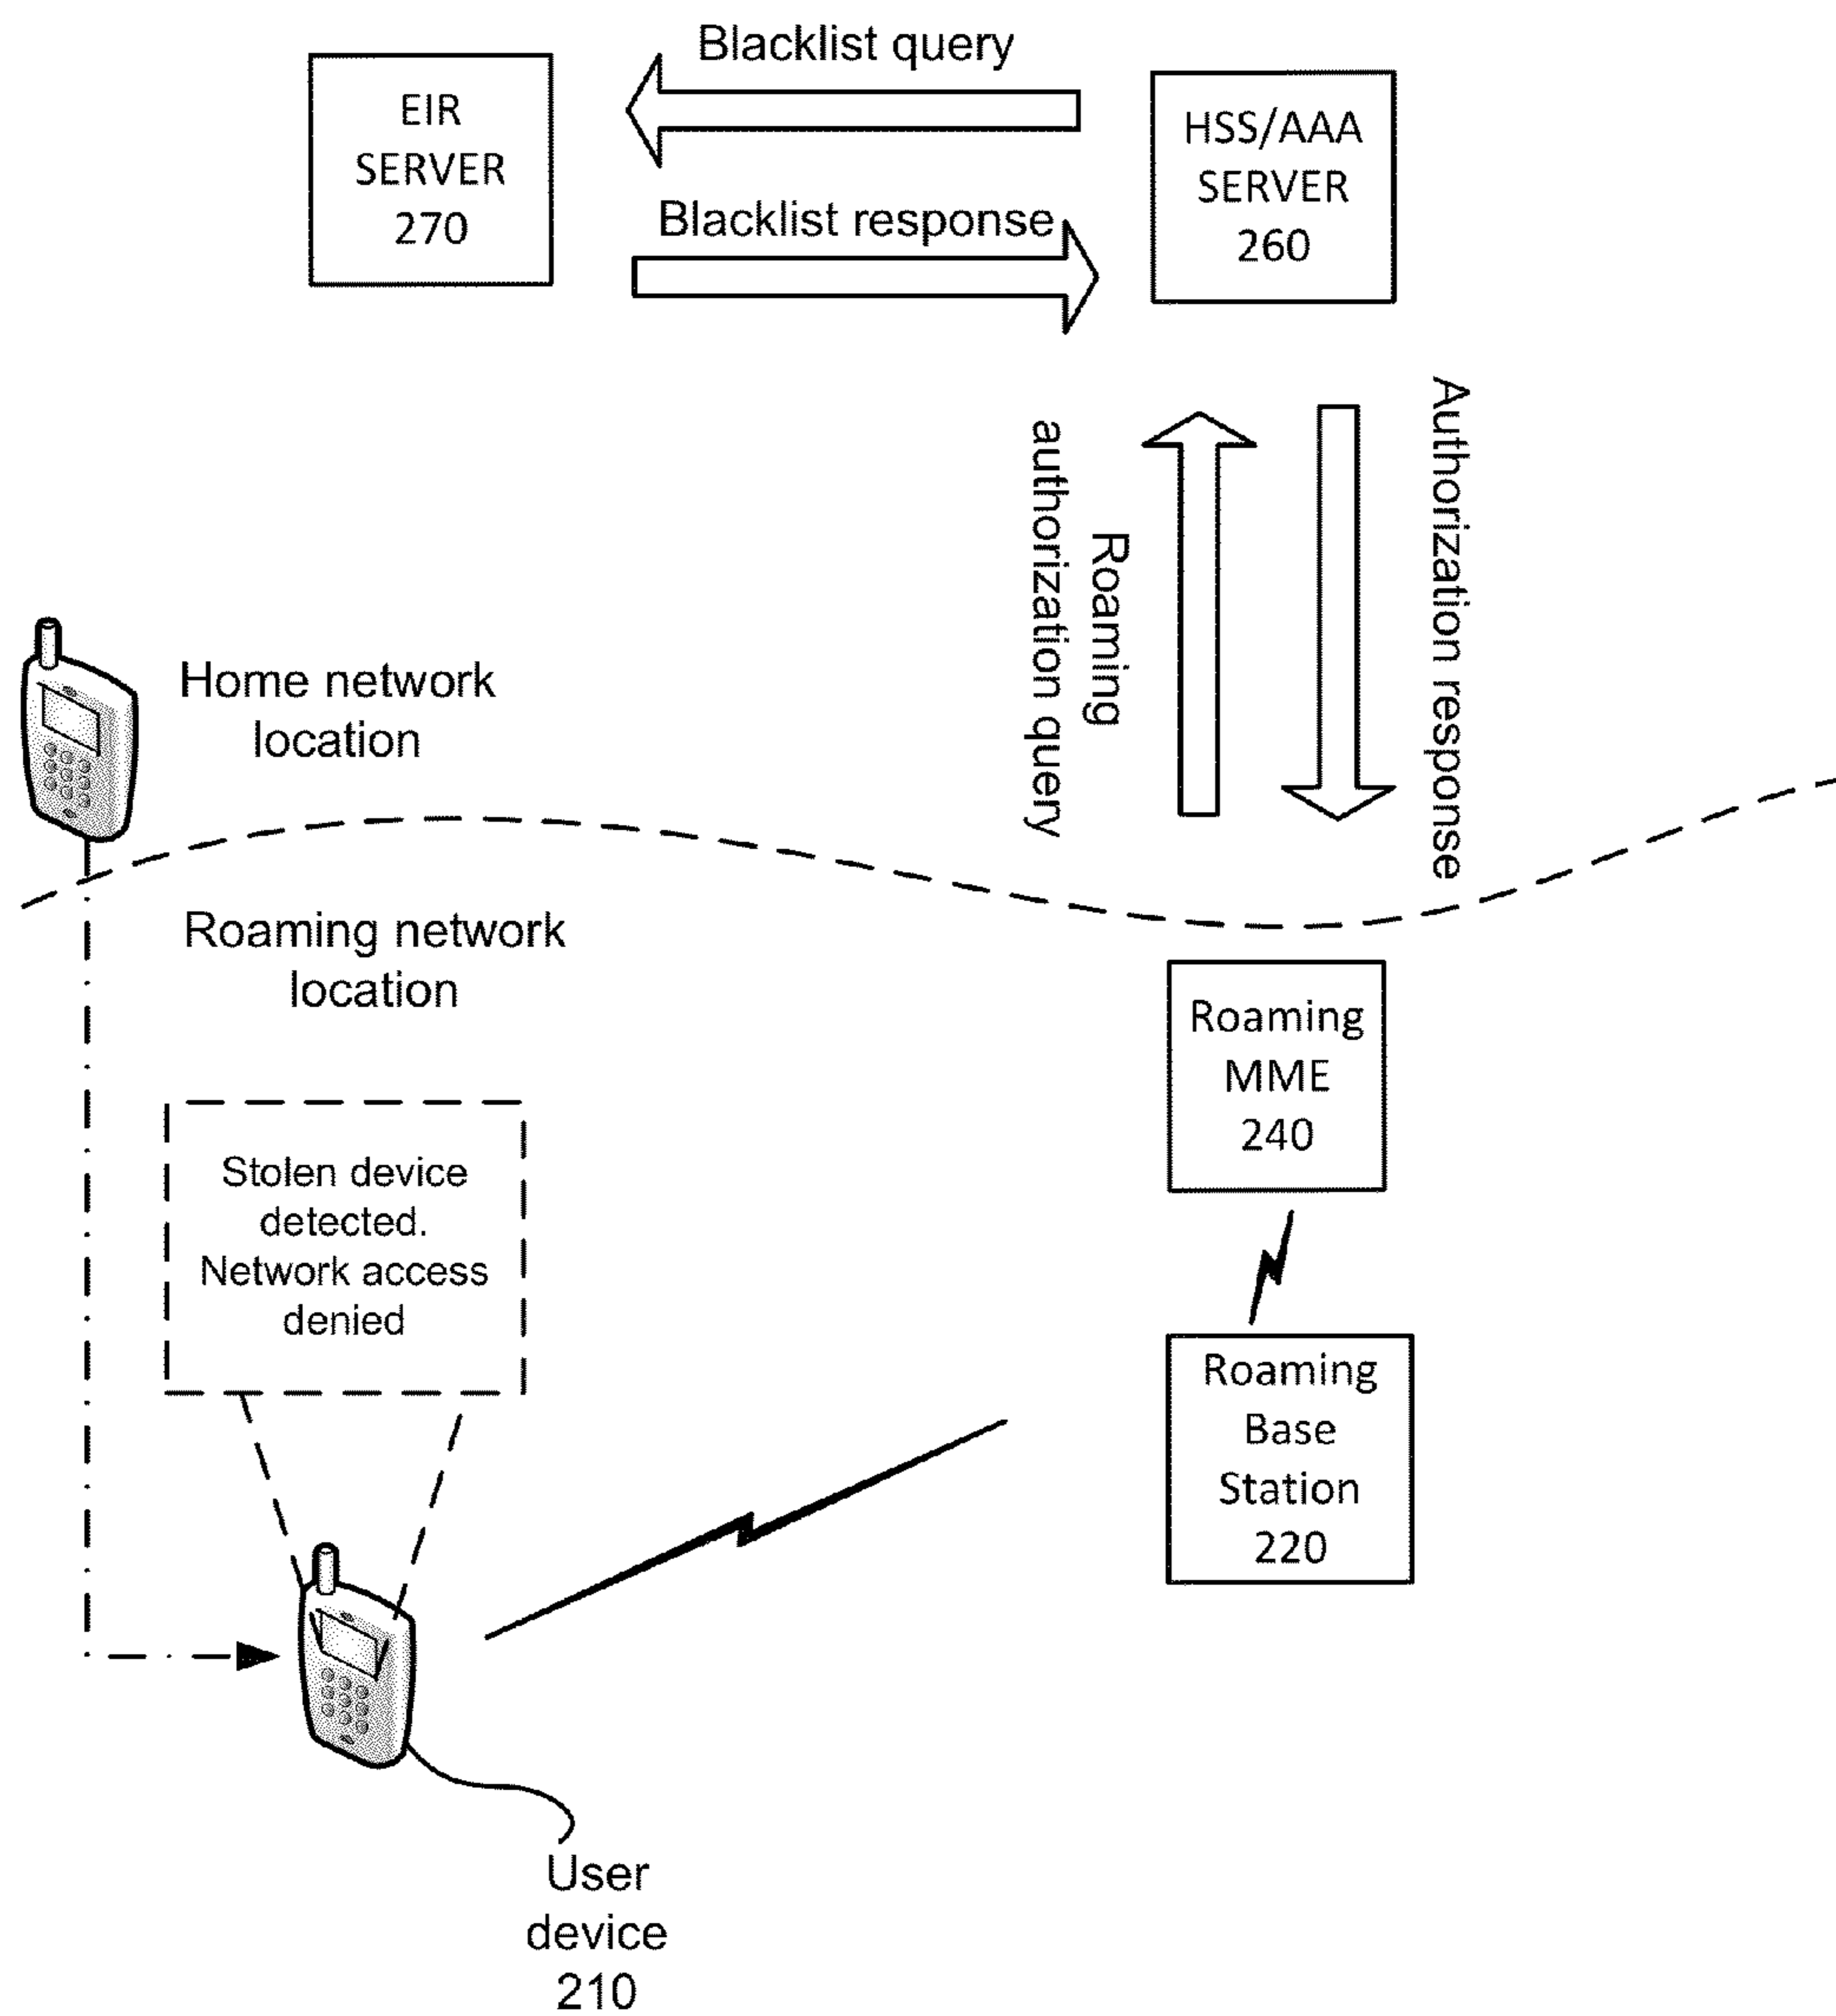 Blacklist query
EIR
SERVER
270
HSS/AAA
SERVER
260
Blacklist response
Roaming
authorization query
Authorization response
Home network
location
Roaming network
location
Roaming
MME
240
Stolen device
detected.
Network access
denied
Roaming
Base
Station
220
User
device
210